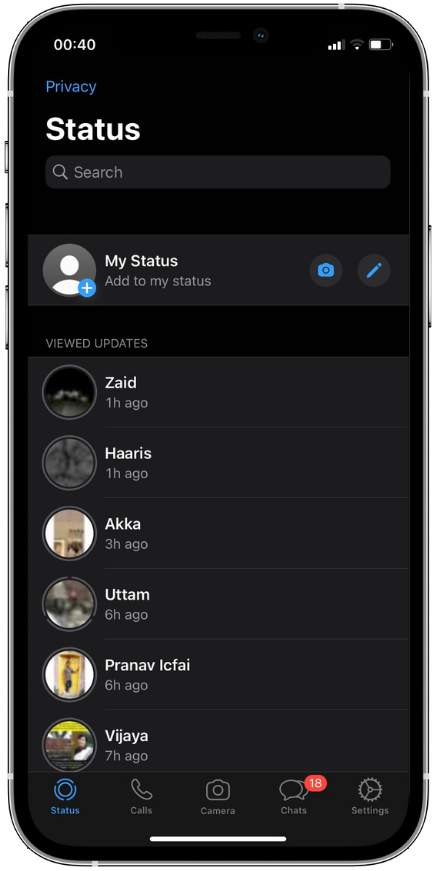 00:40
Privacy
Status
Search
My Status
Add to my status
VIEWED UPDATES
Zaid
1h ago
Haaris
1h ago
Akka
3h ago
Uttam
6h ago
Pranav Icfai
6h ago
Vijaya
7h ago
18
Status
Calls
Camera
Chats
Settings